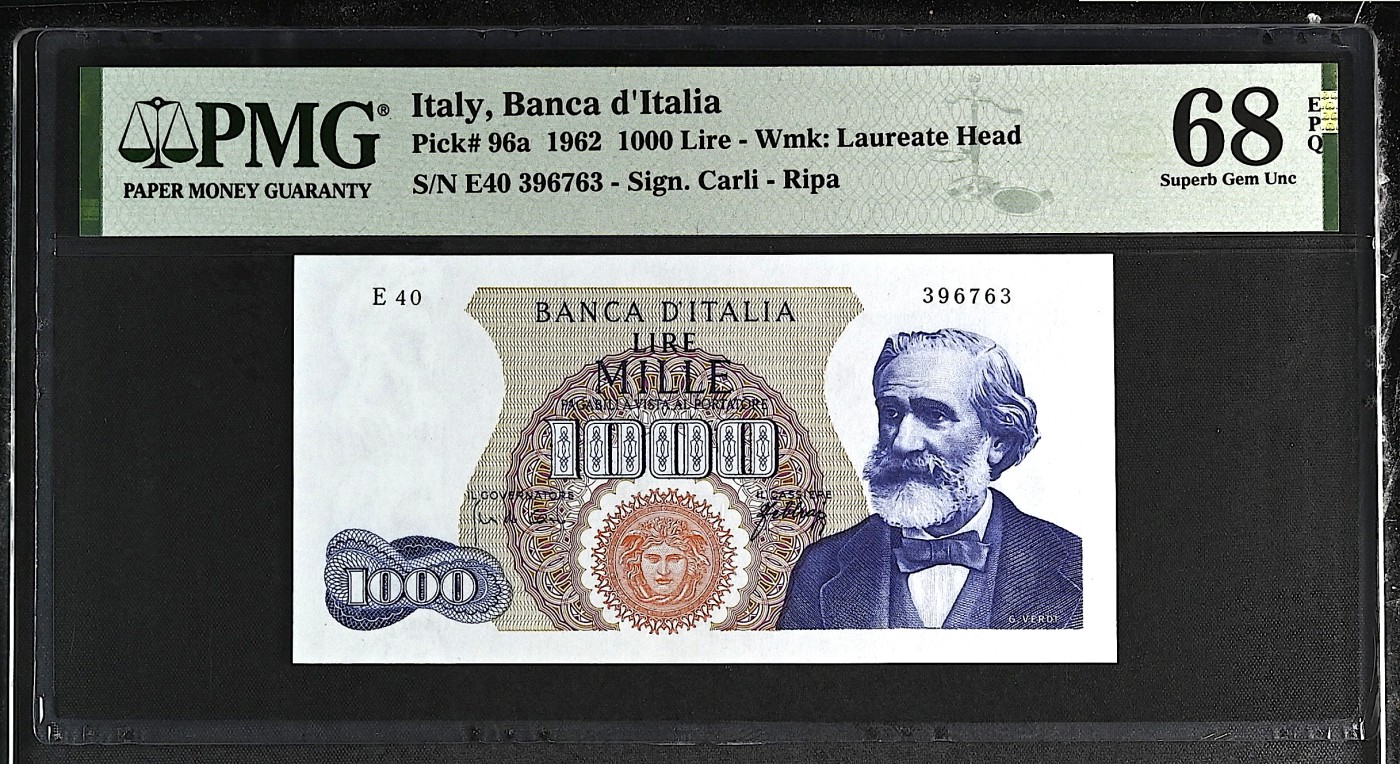 PMG®
PAPER MONEY GUARANTY
Italy, Banca d'Italia
Pick# 96a 1962 1000 Lire - Wmk: Laureate Head
S/N E40 396763 - Sign. Carli - Ripa
68
EPQ
Superb Gem Unc
E 40
396763
BANCA D'ITALIA
LIRE
MILLE
PAGABILI A VISTA AL PORTATORE
1000
IL GOVERNATORE
IL CASSIERE
1000
G. VERDI